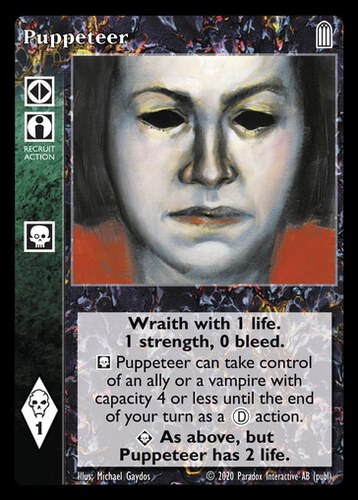 Puppeteer
RECRUIT
ACTION
Wraith with 1 life.
1 strength, 0 bleed.
Puppeteer can take control
of an ally or a vampire with
capacity 4 or less until the end
of your turn as a Ⓓ action.
As above, but
Puppeteer has 2 life.
1
Illus: Michael Gaydos © 2020 Paradox Interactive AB (publ)